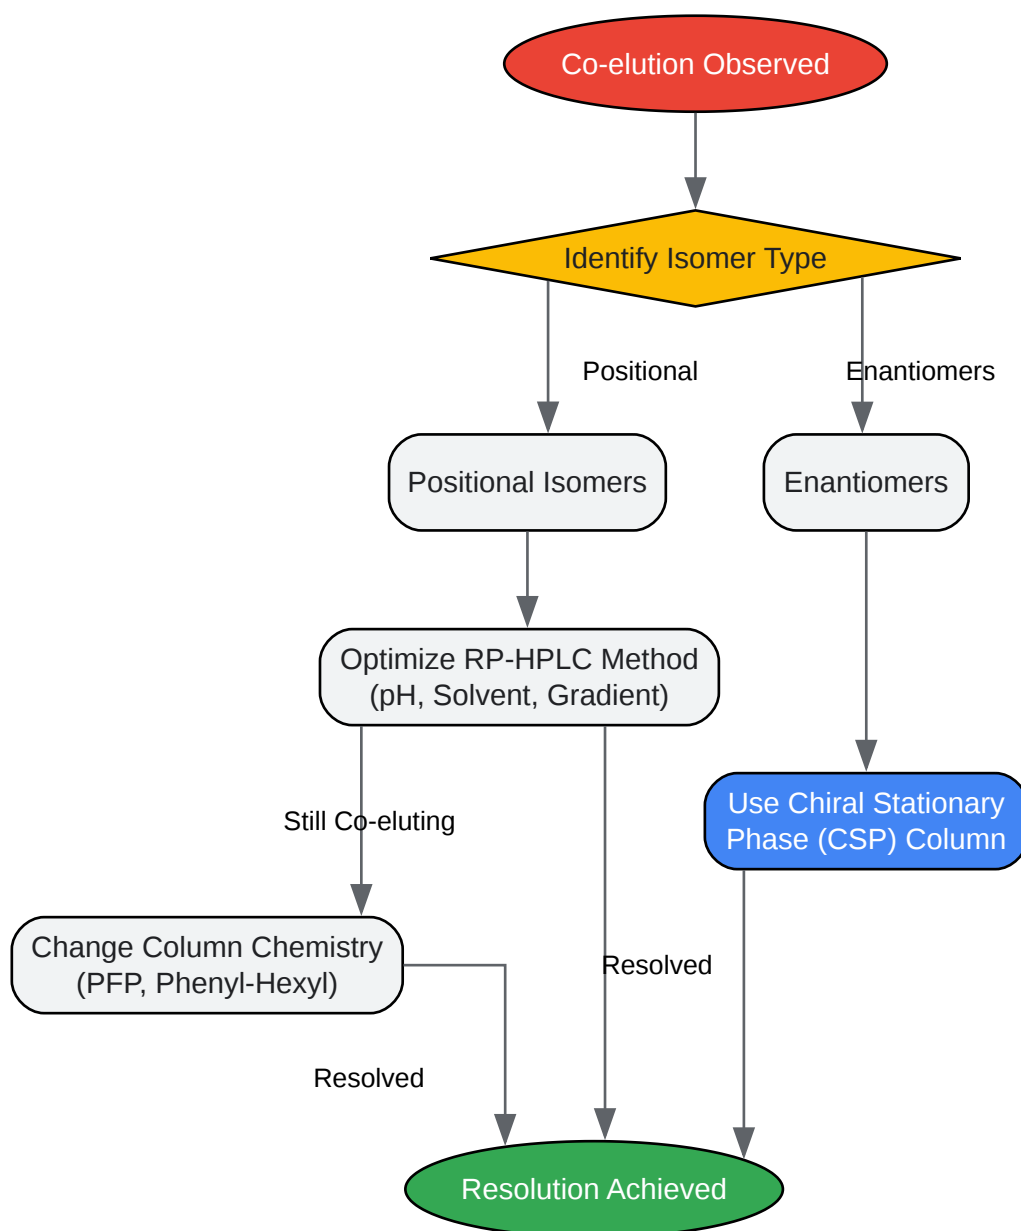 Co-elution Observed
Identify Isomer Type
Positional
Enantiomers
Positional Isomers
Enantiomers
Optimize RP-HPLC Method
(pH, Solvent, Gradient)
Use Chiral Stationary
Phase (CSP) Column
Still Co-eluting
Change Column Chemistry
(PFP, Phenyl-Hexyl)
Resolved
Resolved
Resolution Achieved